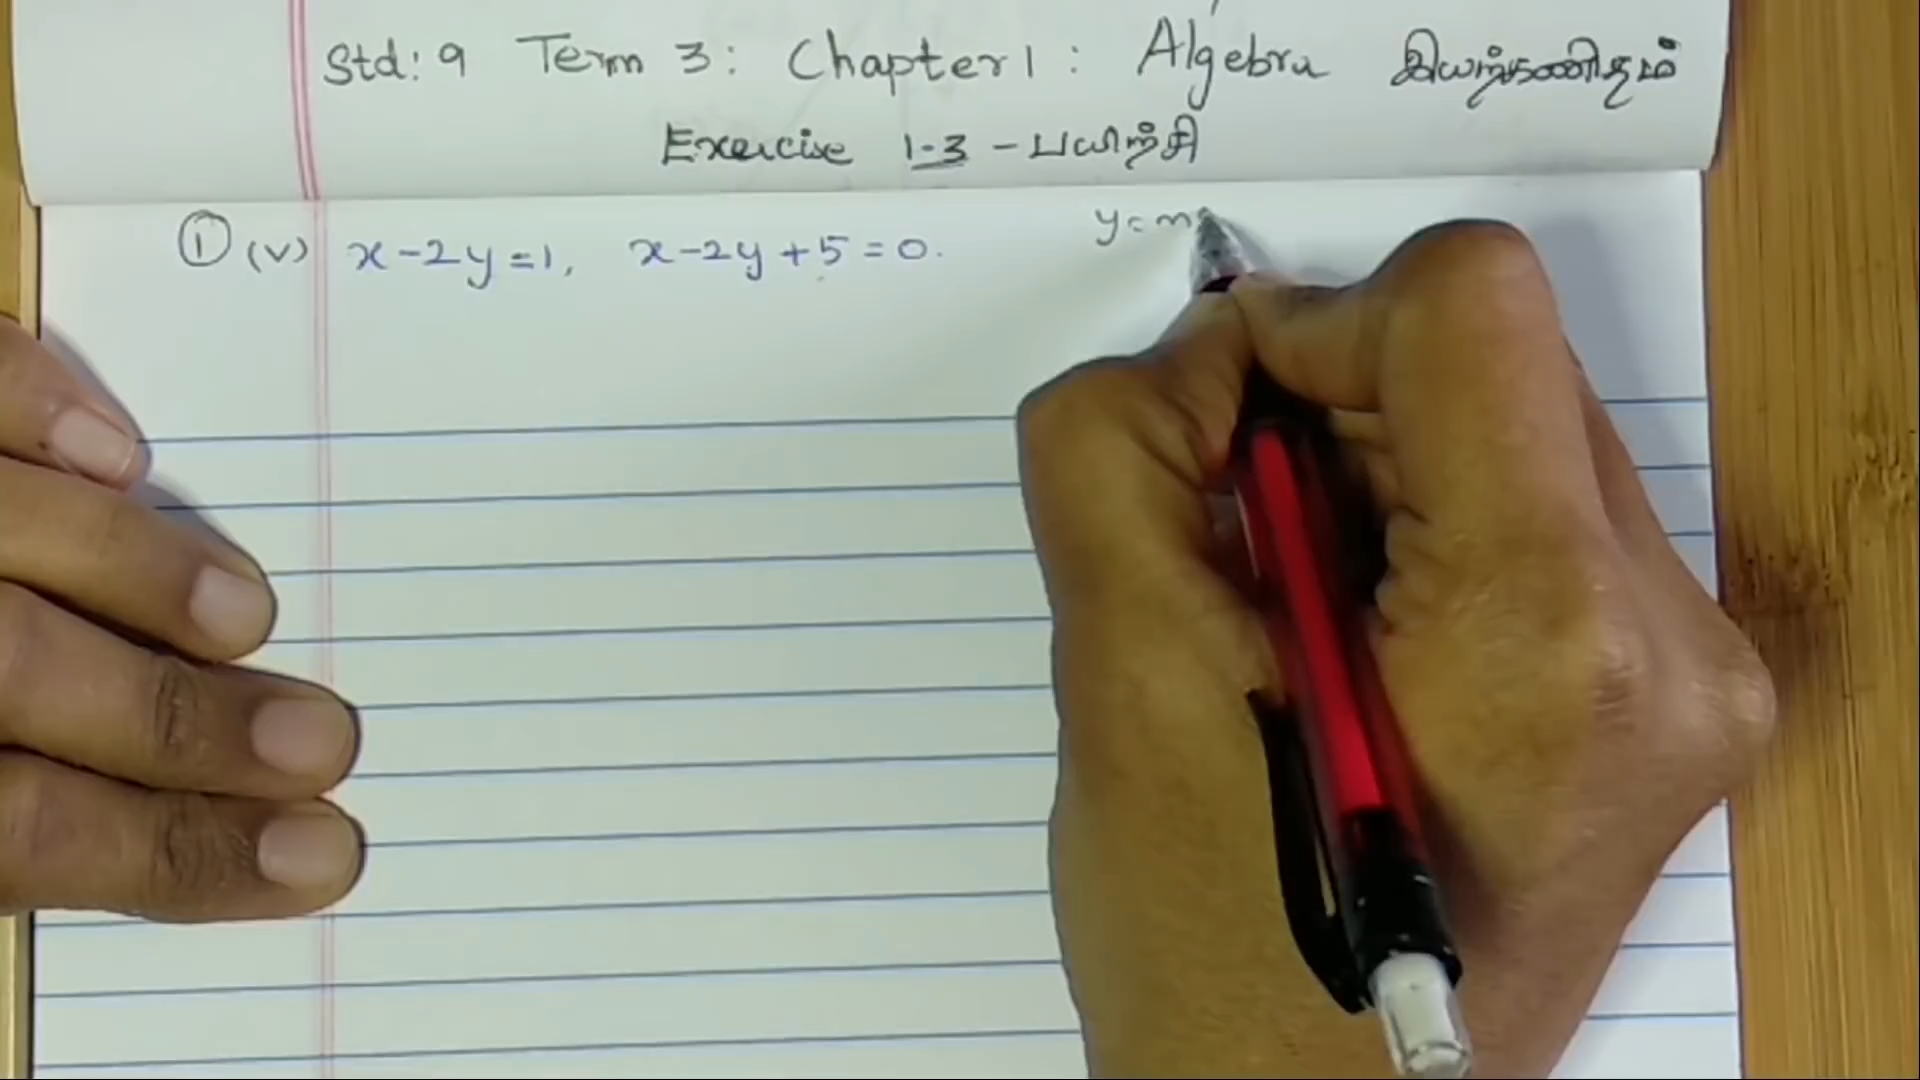 Std: 9 Term 3: Chapter 1: Algebra இயற்கணிதம்
Exercise 1.3 - பயிற்சி
① (v) x-2y=1, x-2y+5=0. y=m